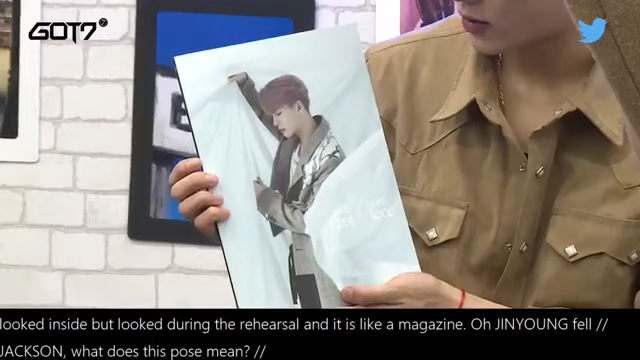 GOT7
looked inside but looked during the rehearsal and it is like a magazine. Oh JINYOUNG fell //
JACKSON, what does this pose mean? //